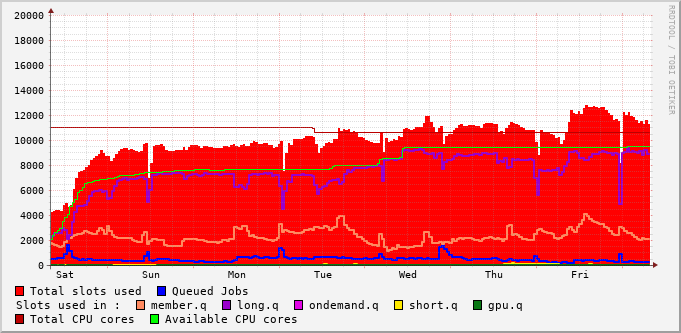 20000
18000
16000
14000
12000
10000
8000
6000
4000
2000
0
Sat Sun Mon Tue Wed Thu Fri
RRDTOOL / TOBI OETIKER
Total slots used Queued Jobs
Slots used in : member.q long.q ondemand.q short.q gpu.q
Total CPU cores Available CPU cores